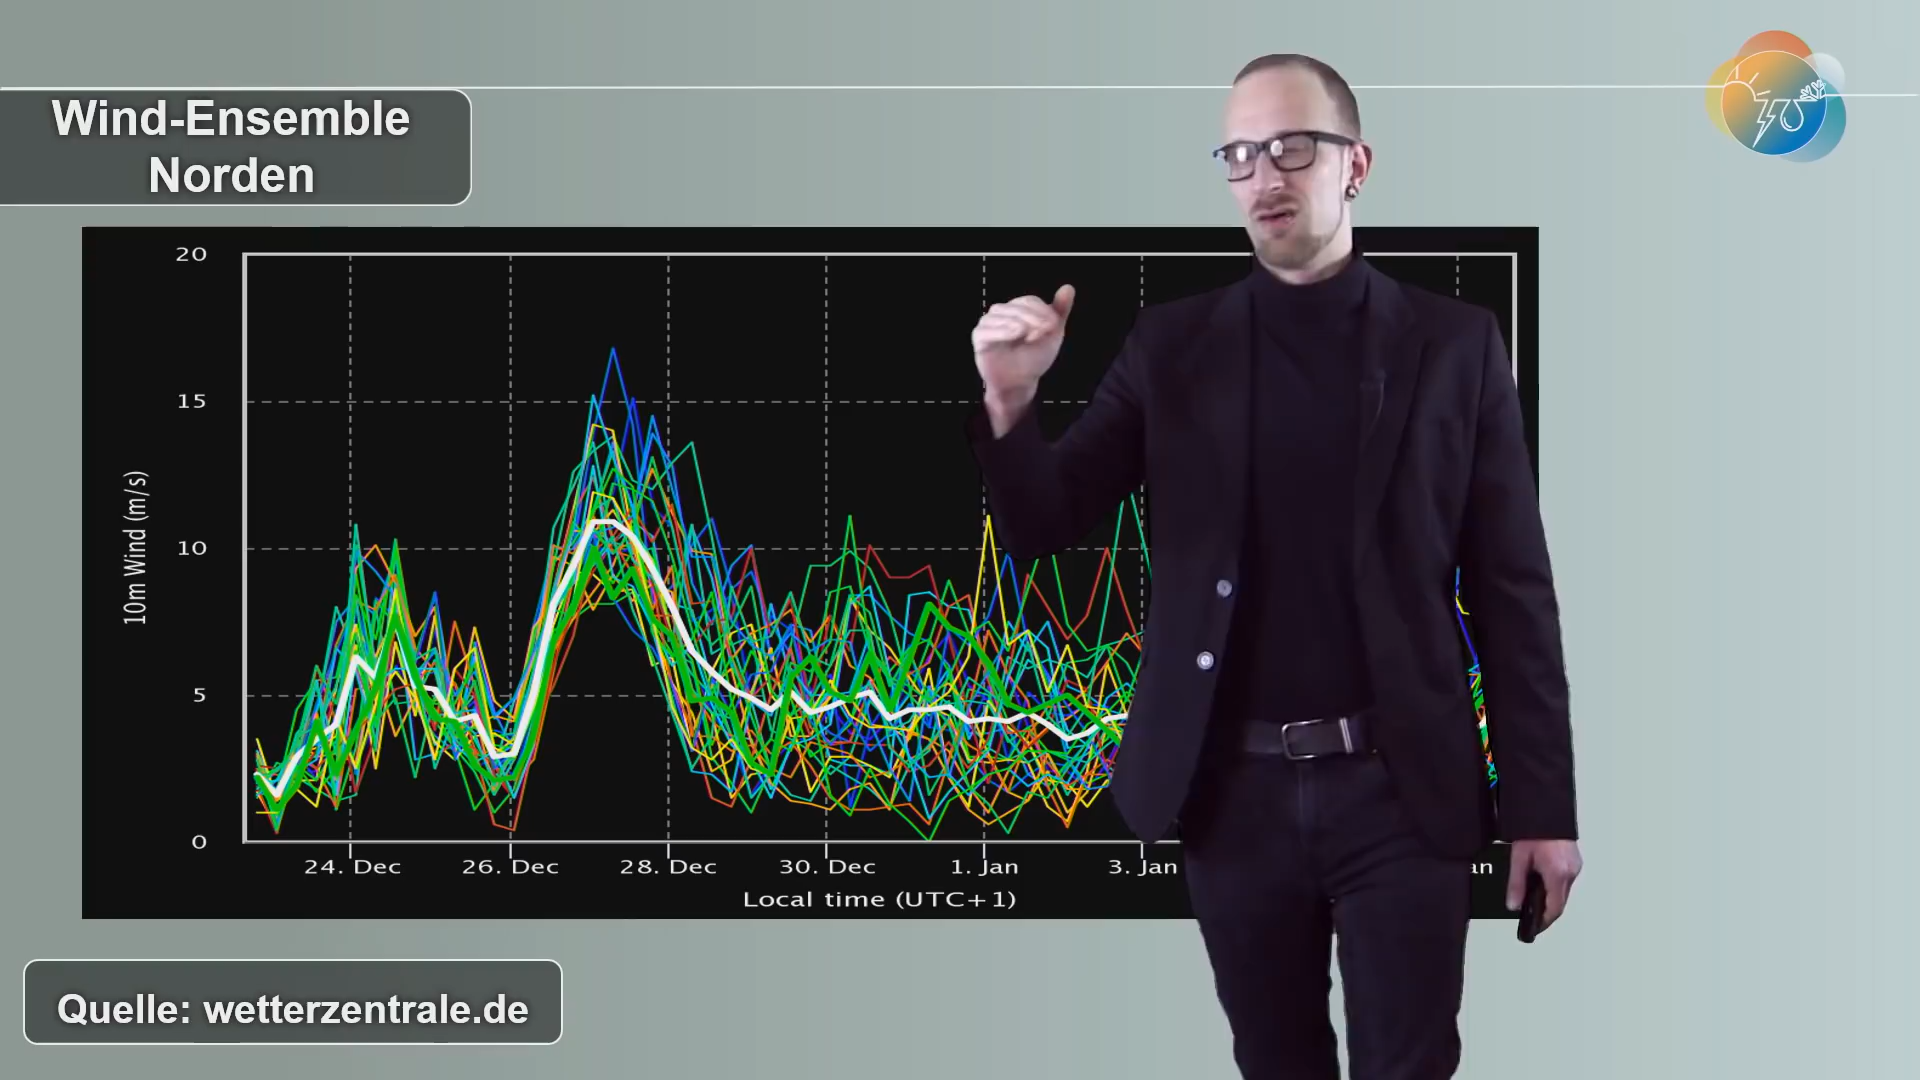 Wind-Ensemble
Norden
20
15
10
5
0
10m Wind (m/s)
24. Dec
26. Dec
28. Dec
30. Dec
1. Jan
3. Jan
an
Local time (UTC+1)
Quelle: wetterzentrale.de